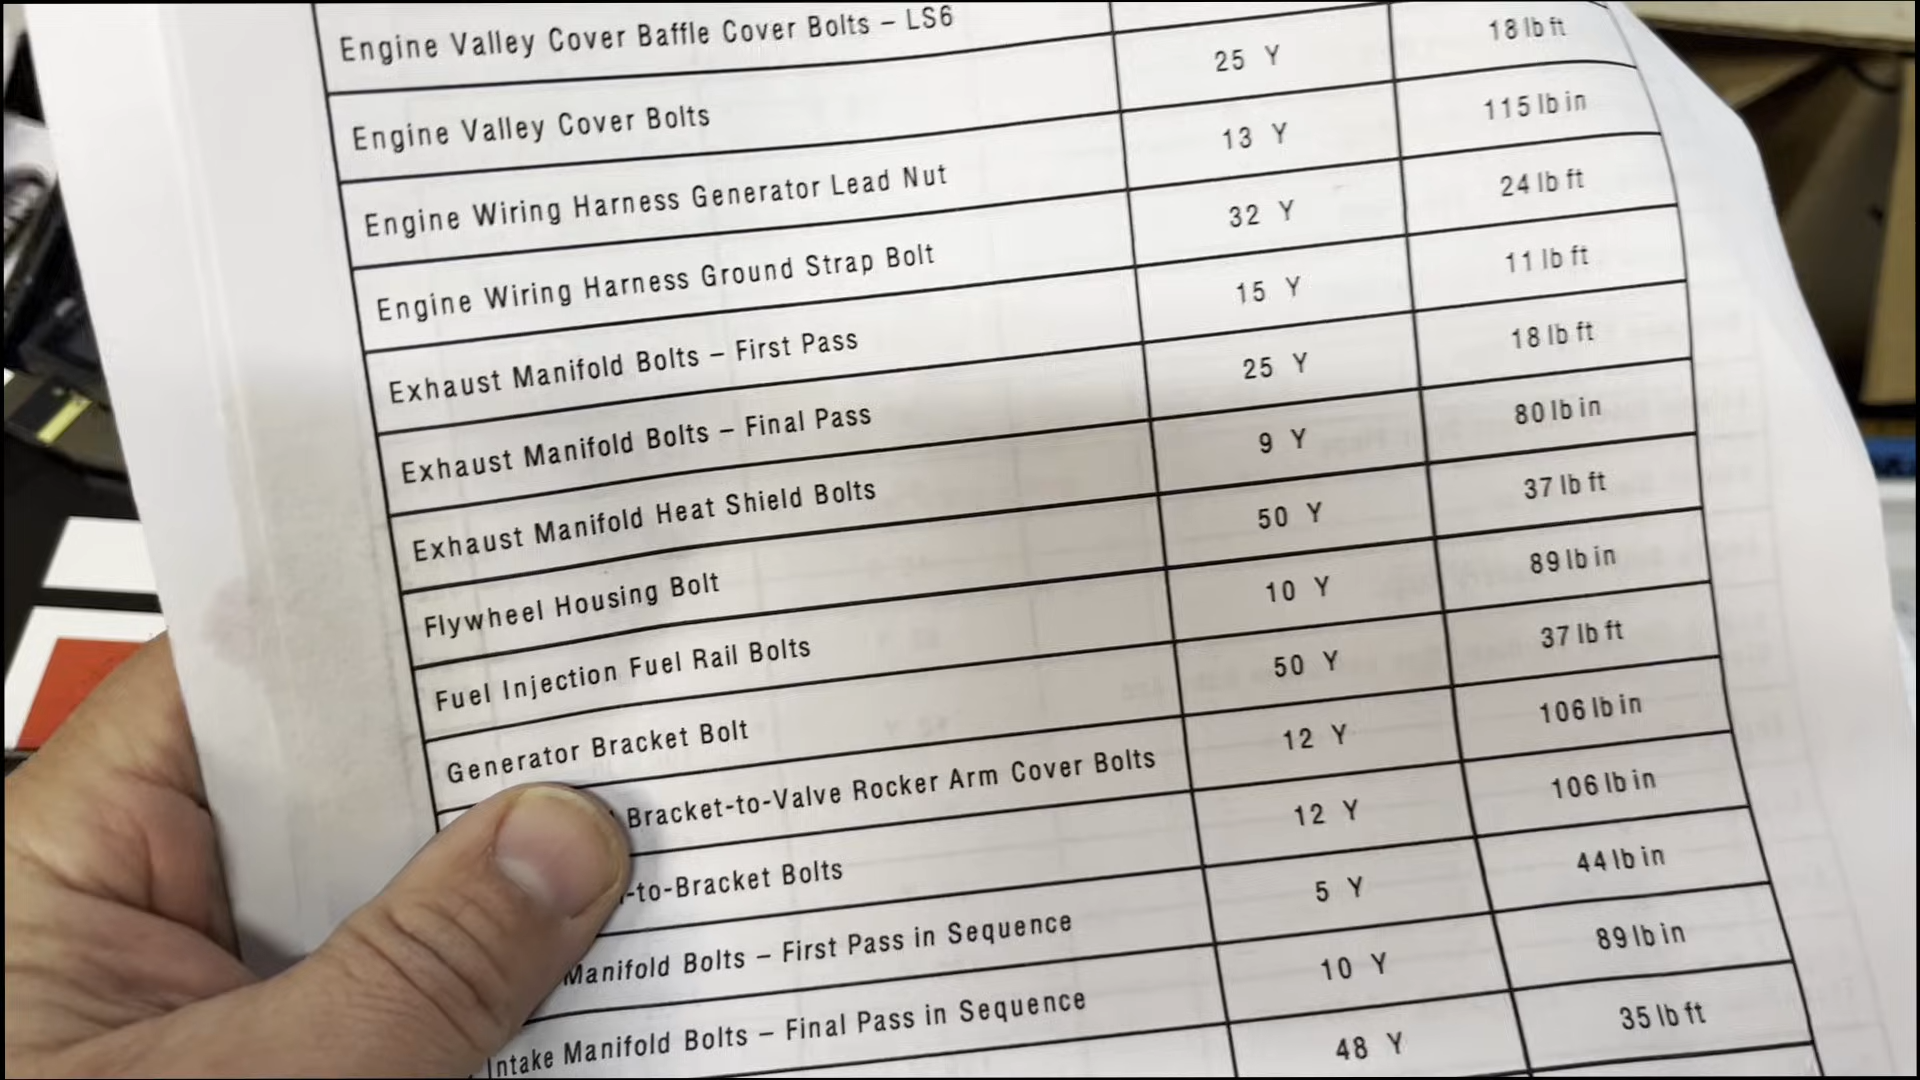 Engine Valley Cover Baffle Cover Bolts – LS6
Engine Valley Cover Bolts 25 Y 18 lb ft
Engine Wiring Harness Generator Lead Nut 13 Y 115 lb in
Engine Wiring Harness Ground Strap Bolt 32 Y 24 lb ft
Exhaust Manifold Bolts – First Pass 15 Y 11 lb ft
Exhaust Manifold Bolts – Final Pass 25 Y 18 lb ft
Exhaust Manifold Heat Shield Bolts 9 Y 80 lb in
Flywheel Housing Bolt 50 Y 37 lb ft
Fuel Injection Fuel Rail Bolts 10 Y 89 lb in
Generator Bracket Bolt 50 Y 37 lb ft
Bracket-to-Valve Rocker Arm Cover Bolts 12 Y 106 lb in
-to-Bracket Bolts 12 Y 106 lb in
Manifold Bolts – First Pass in Sequence 5 Y 44 lb in
Intake Manifold Bolts – Final Pass in Sequence 10 Y 89 lb in
48 Y 35 lb ft